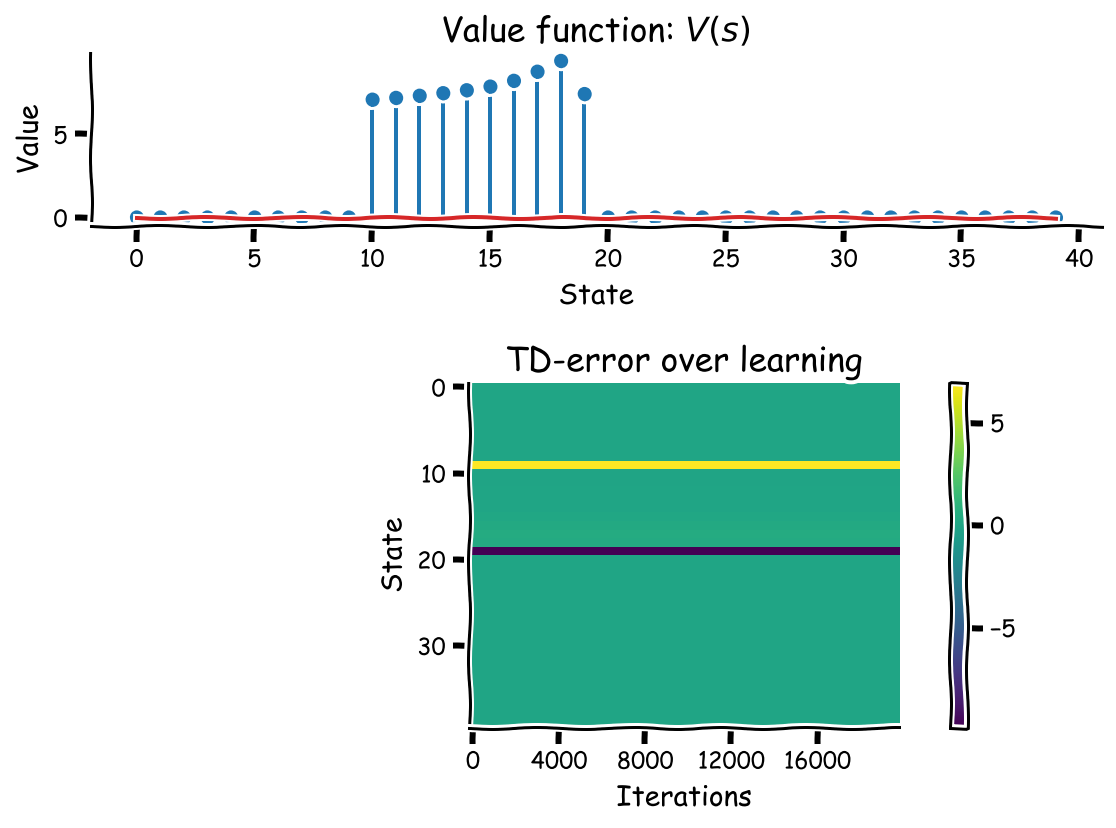 Value function: V(s)
Value
5
0
0 5 10 15 20 25 30 35 40
State
TD-error over learning
State
0
10
20
30
0 4000 8000 12000 16000
Iterations
5
0
−5